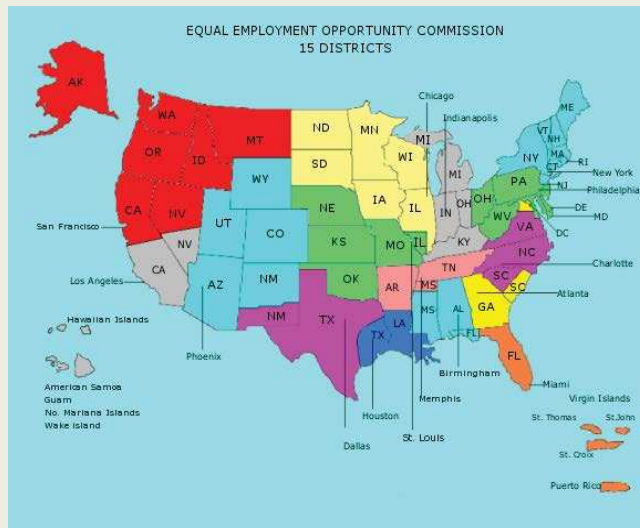 EQUAL EMPLOYMENT OPPORTUNITY COMMISSION
15 DISTRICTS
AK
Chicago
Indianapolis
WA
MT
ND
MN
MI
ME
VT
NH
OR
ID
SD
WI
MI
NY
MA
CT
RI
New York
WY
IA
IL
IN
OH
OH
PA
NJ
Philadelphia
CA
NV
NE
WV
DE
MD
DC
San Francisco
UT
CO
KS
MO
IL
KY
VA
NV
CA
NC
Charlotte
Los Angeles
AZ
NM
OK
AR
TN
SC
SC
Atlanta
NM
TX
MS
MS
AL
GA
Hawaiian Islands
TX
LA
FL
FL
Phoenix
Birmingham
Miami
American Samoa
Guam
No. Mariana Islands
Wake island
Memphis
Virgin Islands
Houston
St. Louis
St. Thomas
St.John
Dallas
St. Croix
Puerto Rico